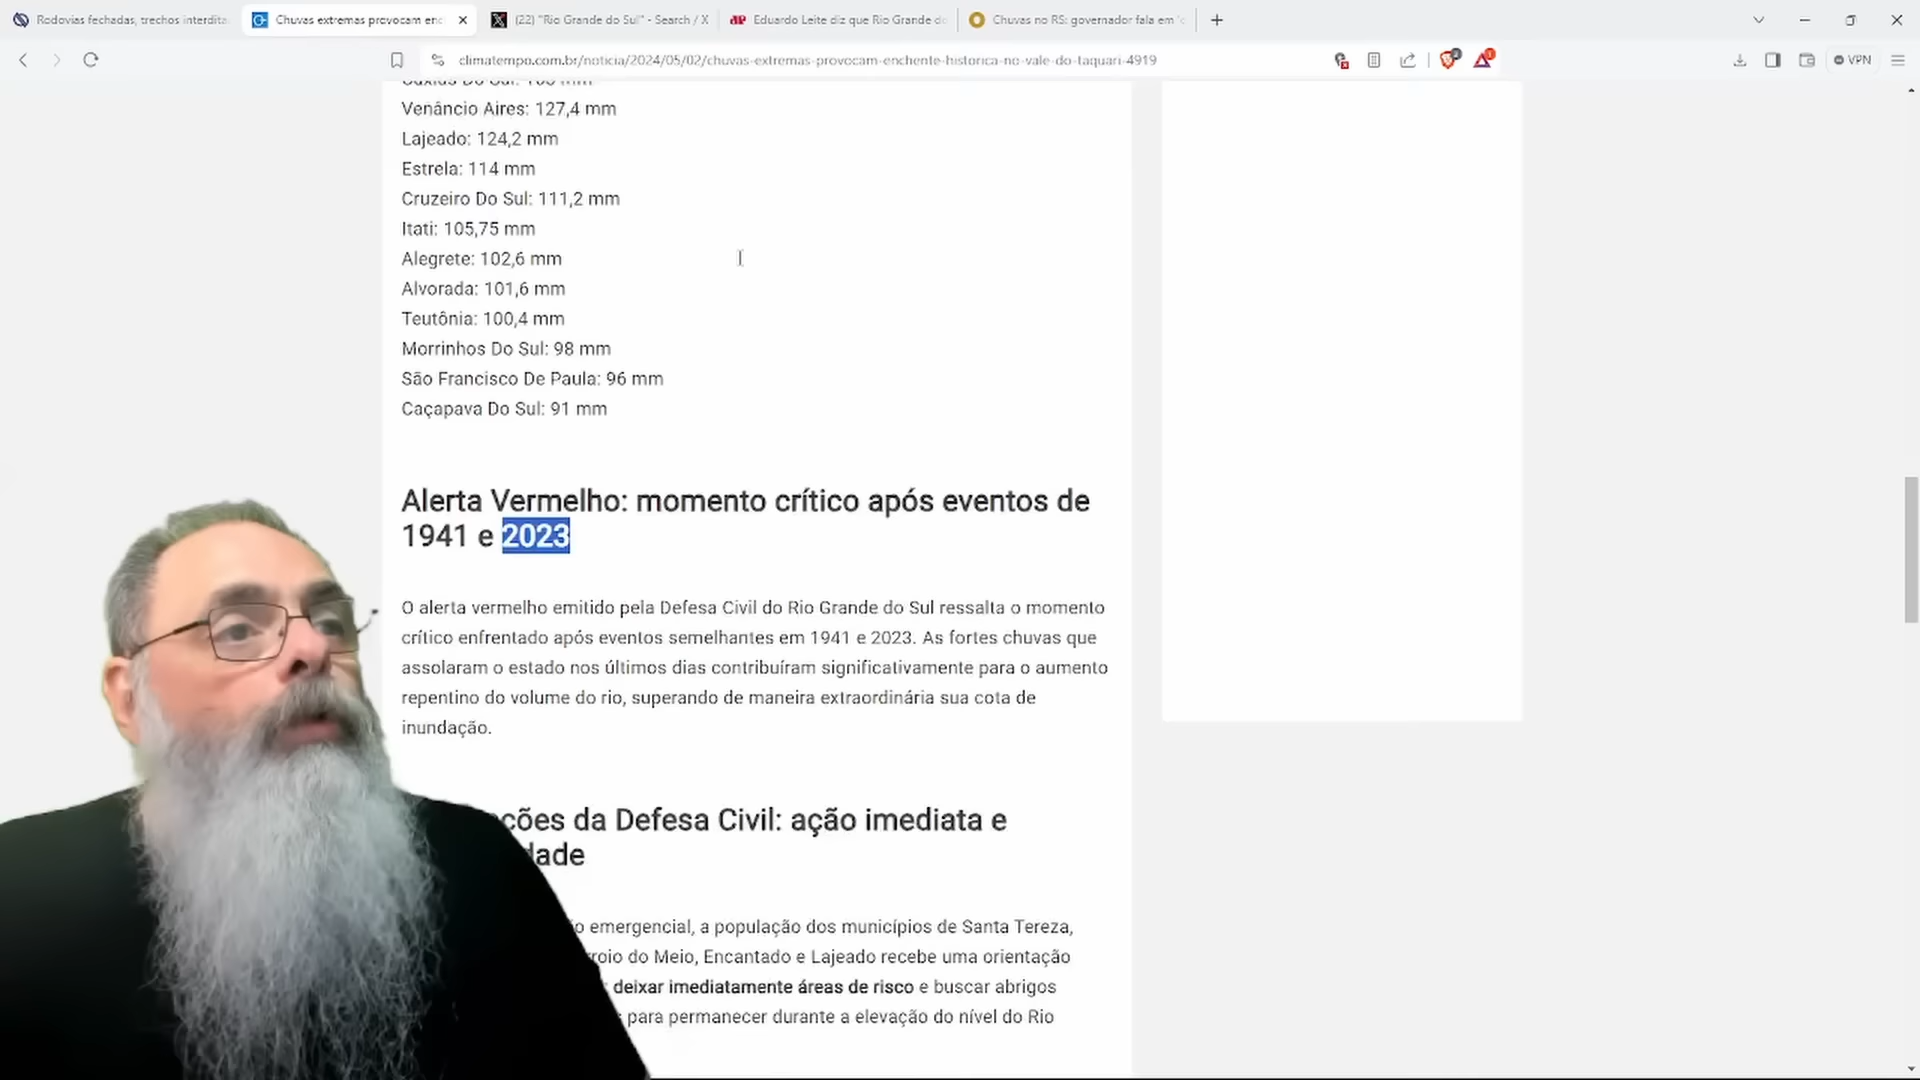 Rodovias fechadas, trechos interdita
Chuvas extremas provocam enc
(22) "Rio Grande do Sul" - Search / X
Eduardo Leite diz que Rio Grande do
Chuvas no RS: governador fala em
climatempo.com.br/noticia/2024/05/02/chuvas-extremas-provocam-enchente-historica-no-vale-do-taquari-4919
VPN
Venâncio Aires: 127,4 mm
Lajeado: 124,2 mm
Estrela: 114 mm
Cruzeiro Do Sul: 111,2 mm
Itati: 105,75 mm
Alegrete: 102,6 mm
Alvorada: 101,6 mm
Teutônia: 100,4 mm
Morrinhos Do Sul: 98 mm
São Francisco De Paula: 96 mm
Caçapava Do Sul: 91 mm
Alerta Vermelho: momento crítico após eventos de
1941 e 2023
O alerta vermelho emitido pela Defesa Civil do Rio Grande do Sul ressalta o momento
crítico enfrentado após eventos semelhantes em 1941 e 2023. As fortes chuvas que
assolaram o estado nos últimos dias contribuíram significativamente para o aumento
repentino do volume do rio, superando de maneira extraordinária sua cota de
inundação.
ções da Defesa Civil: ação imediata e
dade
o emergencial, a população dos municípios de Santa Tereza,
roio do Meio, Encantado e Lajeado recebe uma orientação
: deixar imediatamente áreas de risco e buscar abrigos
para permanecer durante a elevação do nível do Rio